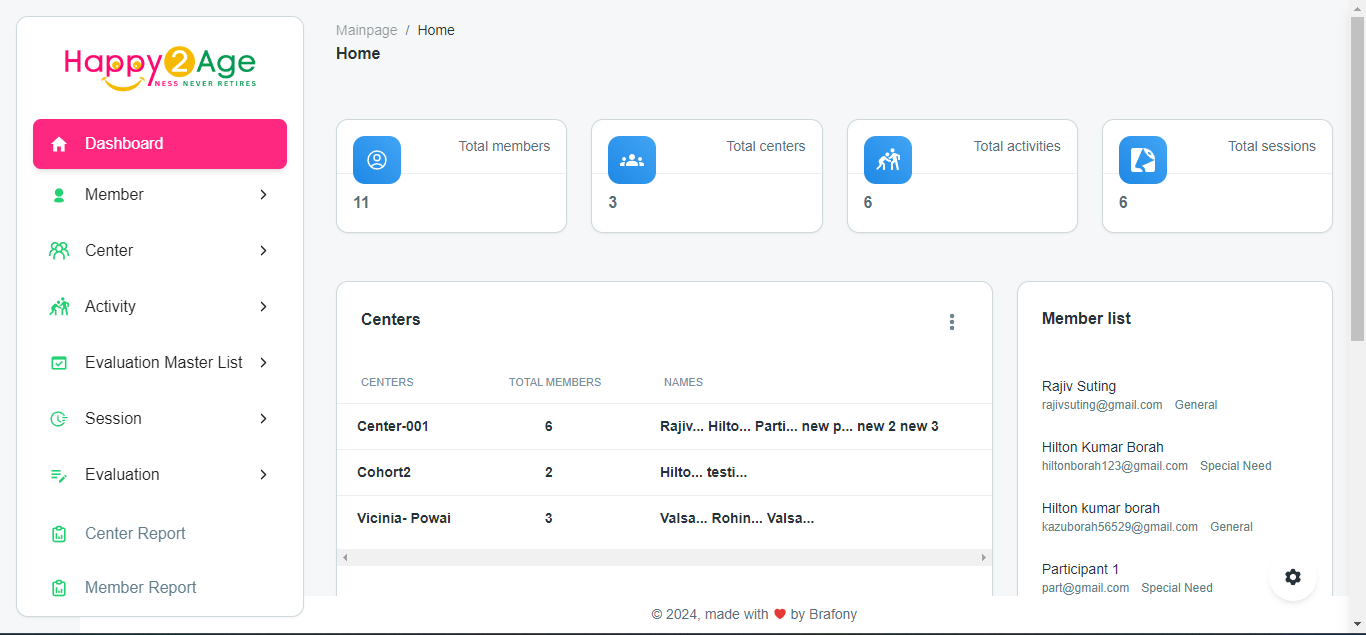 Happy2Age
NESS NEVER RETIRES
Dashboard
Member
Center
Activity
Evaluation Master List
Session
Evaluation
Center Report
Member Report
Mainpage / Home
Home
Total members
11
Total centers
3
Total activities
6
Total sessions
6
Centers
CENTERS TOTAL MEMBERS NAMES
Center-001 6 Rajiv... Hilto... Parti... new p... new 2 new 3
Cohort2 2 Hilto... testi...
Vicinia- Powai 3 Valsa... Rohin... Valsa...
Member list
Rajiv Suting
rajivsuting@gmail.com General
Hilton Kumar Borah
hiltonborah123@gmail.com Special Need
Hilton kumar borah
kazuborah56529@gmail.com General
Participant 1
part@gmail.com Special Need
© 2024, made with ❤ by Brafony